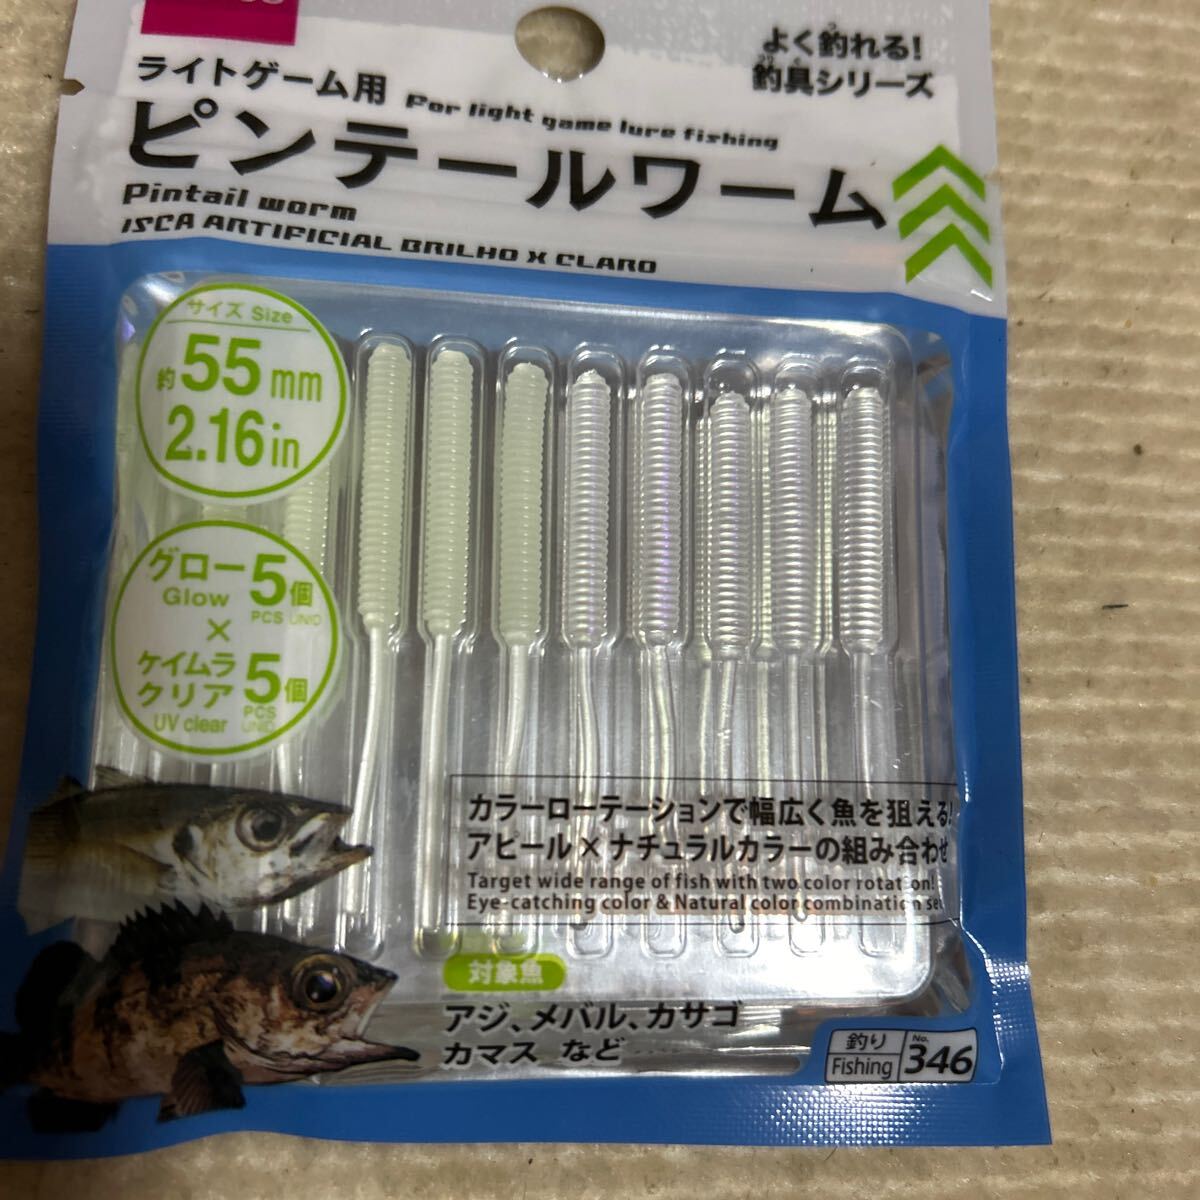 よく釣れる!
釣具シリーズ
ライトゲーム用 For light game lure fishing
ピンテールワーム
Pintail worm
ISCA ARTIFICIAL BRILHO X CLARO
サイズ Size
約55mm
2.16in
グロー 5個
Glow PCS UNID
×
ケイムラ
クリア 5個
UV clear PCS UNID
カラーローテーションで幅広く魚を狙える!
アピール×ナチュラルカラーの組み合わせ
Target wide range of fish with two color rotation!
Eye-catching color & Natural color combination set
対象魚
アジ、メバル、カサゴ
カマス など
釣り
Fishing
No.
346